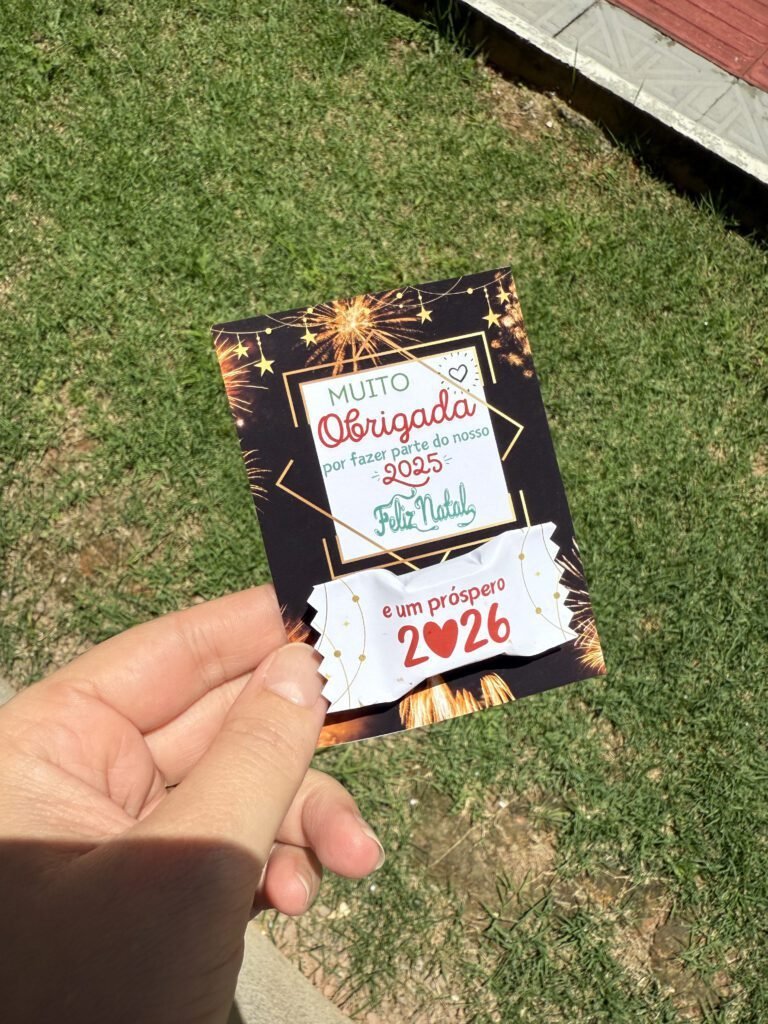 MUITO
Obrigada
por fazer parte do nosso
2025
Feliz Natal
e um próspero
2026